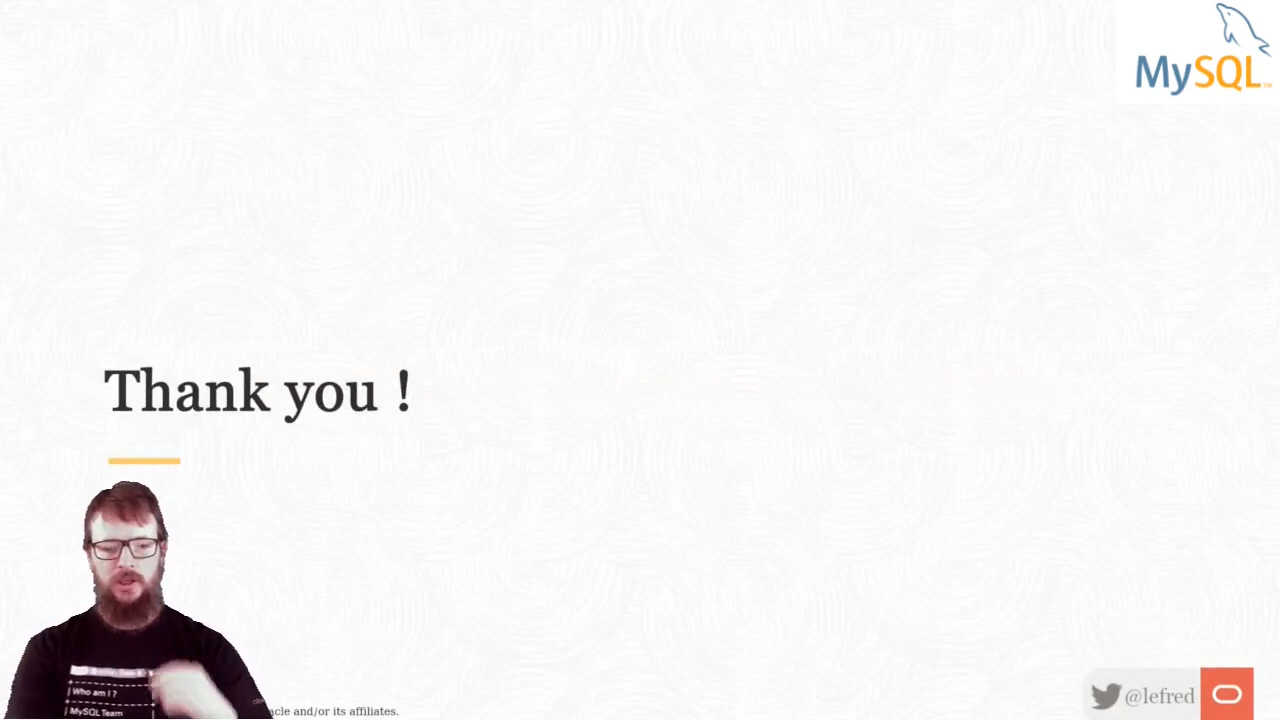 MySQL
Thank you !
| Who am I ?
| MySQL Team
acle and/or its affiliates.
@lefred